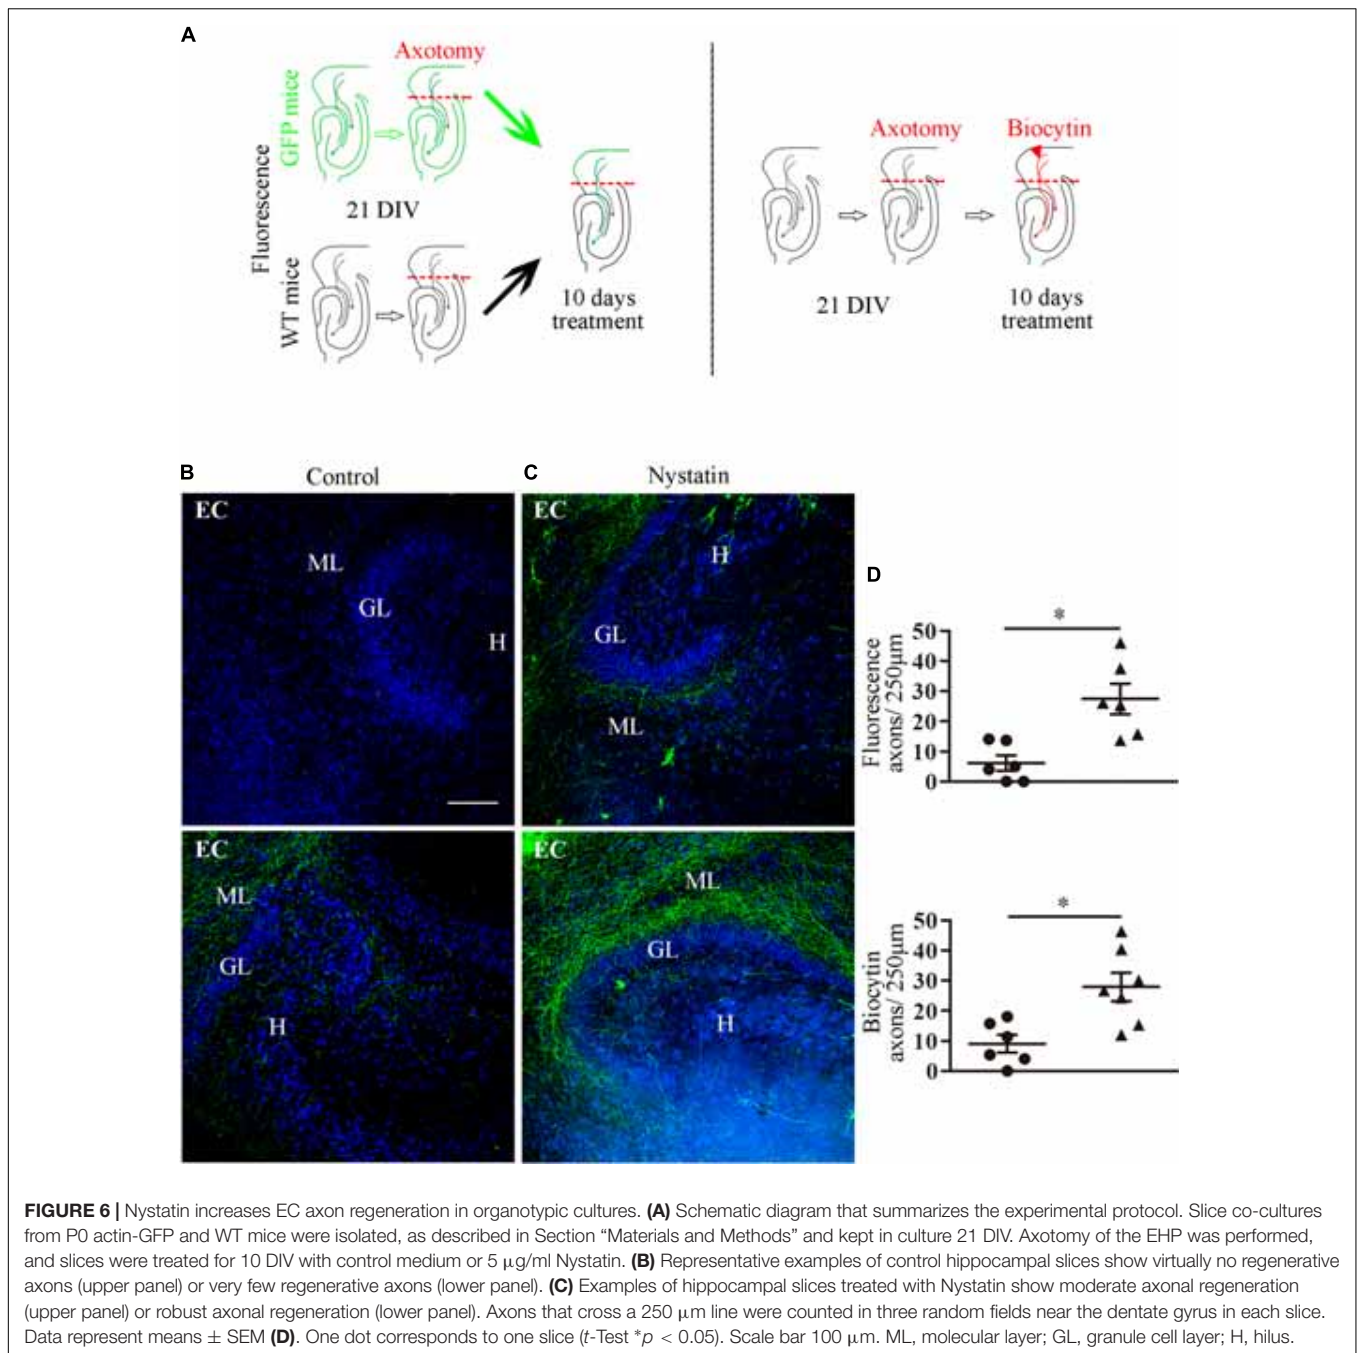 A
Axotomy
GFP mice
Fluorescence
21 DIV
WT mice
10 days
treatment
Axotomy
Biocytin
21 DIV
10 days
treatment
B
Control
C
Nystatin
EC
ML
GL
H
EC
H
GL
ML
EC
ML
GL
H
EC
ML
GL
H
D
*
Fluorescence
axons/ 250μm
50
40
30
20
10
0
*
Biocytin
axons/ 250μm
50
40
30
20
10
0
FIGURE 6 | Nystatin increases EC axon regeneration in organotypic cultures. (A) Schematic diagram that summarizes the experimental protocol. Slice co-cultures
from P0 actin-GFP and WT mice were isolated, as described in Section “Materials and Methods” and kept in culture 21 DIV. Axotomy of the EHP was performed,
and slices were treated for 10 DIV with control medium or 5 μg/ml Nystatin. (B) Representative examples of control hippocampal slices show virtually no regenerative
axons (upper panel) or very few regenerative axons (lower panel). (C) Examples of hippocampal slices treated with Nystatin show moderate axonal regeneration
(upper panel) or robust axonal regeneration (lower panel). Axons that cross a 250 μm line were counted in three random fields near the dentate gyrus in each slice.
Data represent means ± SEM (D). One dot corresponds to one slice (t-Test *p < 0.05). Scale bar 100 μm. ML, molecular layer; GL, granule cell layer; H, hilus.